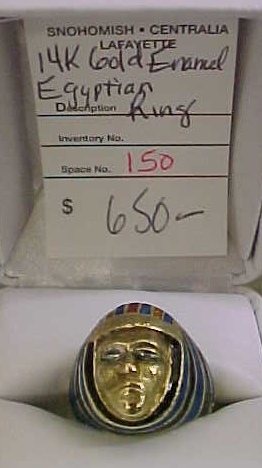 SNOHOMISH • CENTRALIA
LAFAYETTE
14K Gold Enamel
Egyptian
Description Ring
Inventory No.
Space No. 150
$ 650-